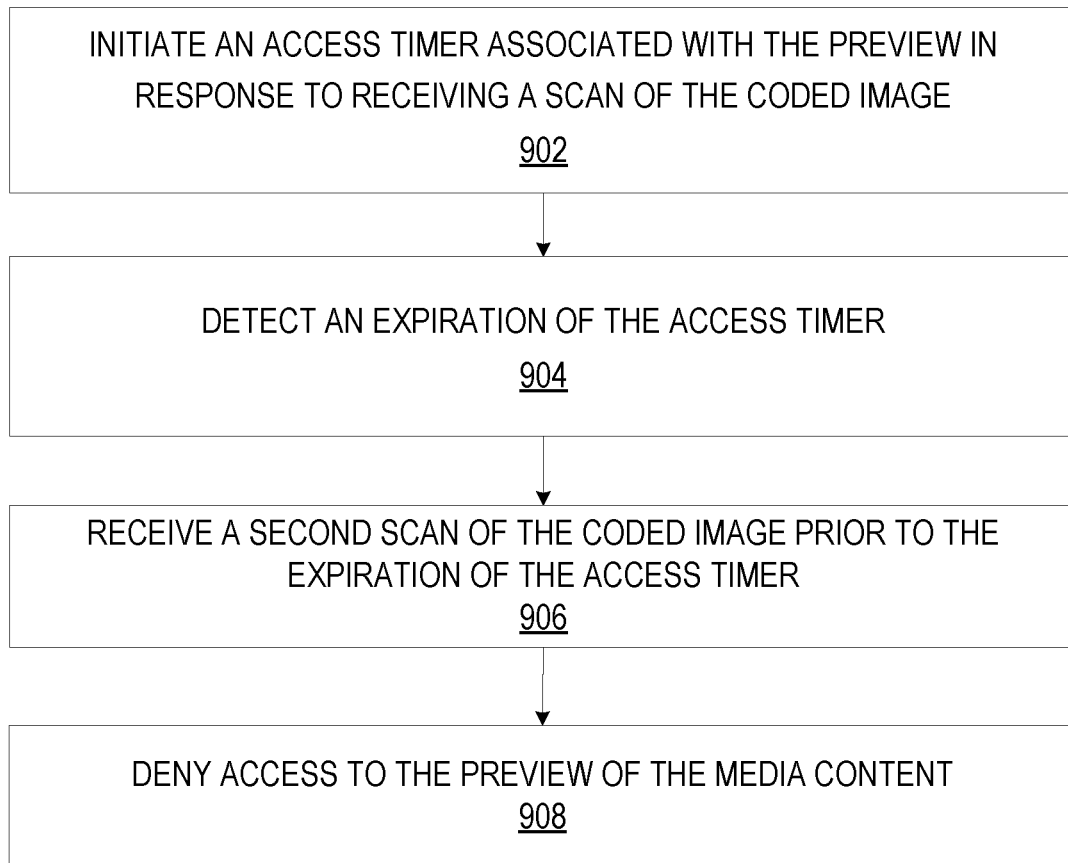 INITIATE AN ACCESS TIMER ASSOCIATED WITH THE PREVIEW IN
RESPONSE TO RECEIVING A SCAN OF THE CODED IMAGE
902
DETECT AN EXPIRATION OF THE ACCESS TIMER
904
RECEIVE A SECOND SCAN OF THE CODED IMAGE PRIOR TO THE
EXPIRATION OF THE ACCESS TIMER
906
DENY ACCESS TO THE PREVIEW OF THE MEDIA CONTENT
908